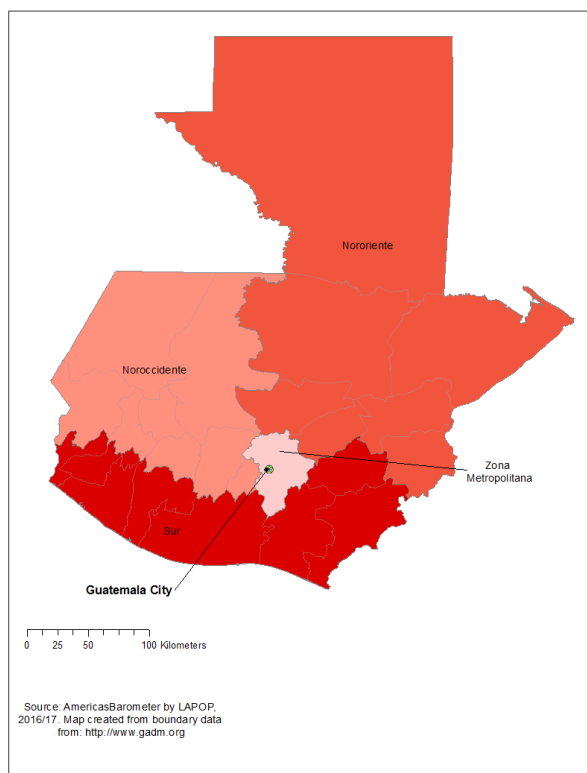 Nororiente
Noroccidente
Zona
Metropolitana
Sur
Guatemala City
0 25 50 100 Kilometers
Source: AmericasBarometer by LAPOP,
2016/17. Map created from boundary data
from: http://www.gadm.org